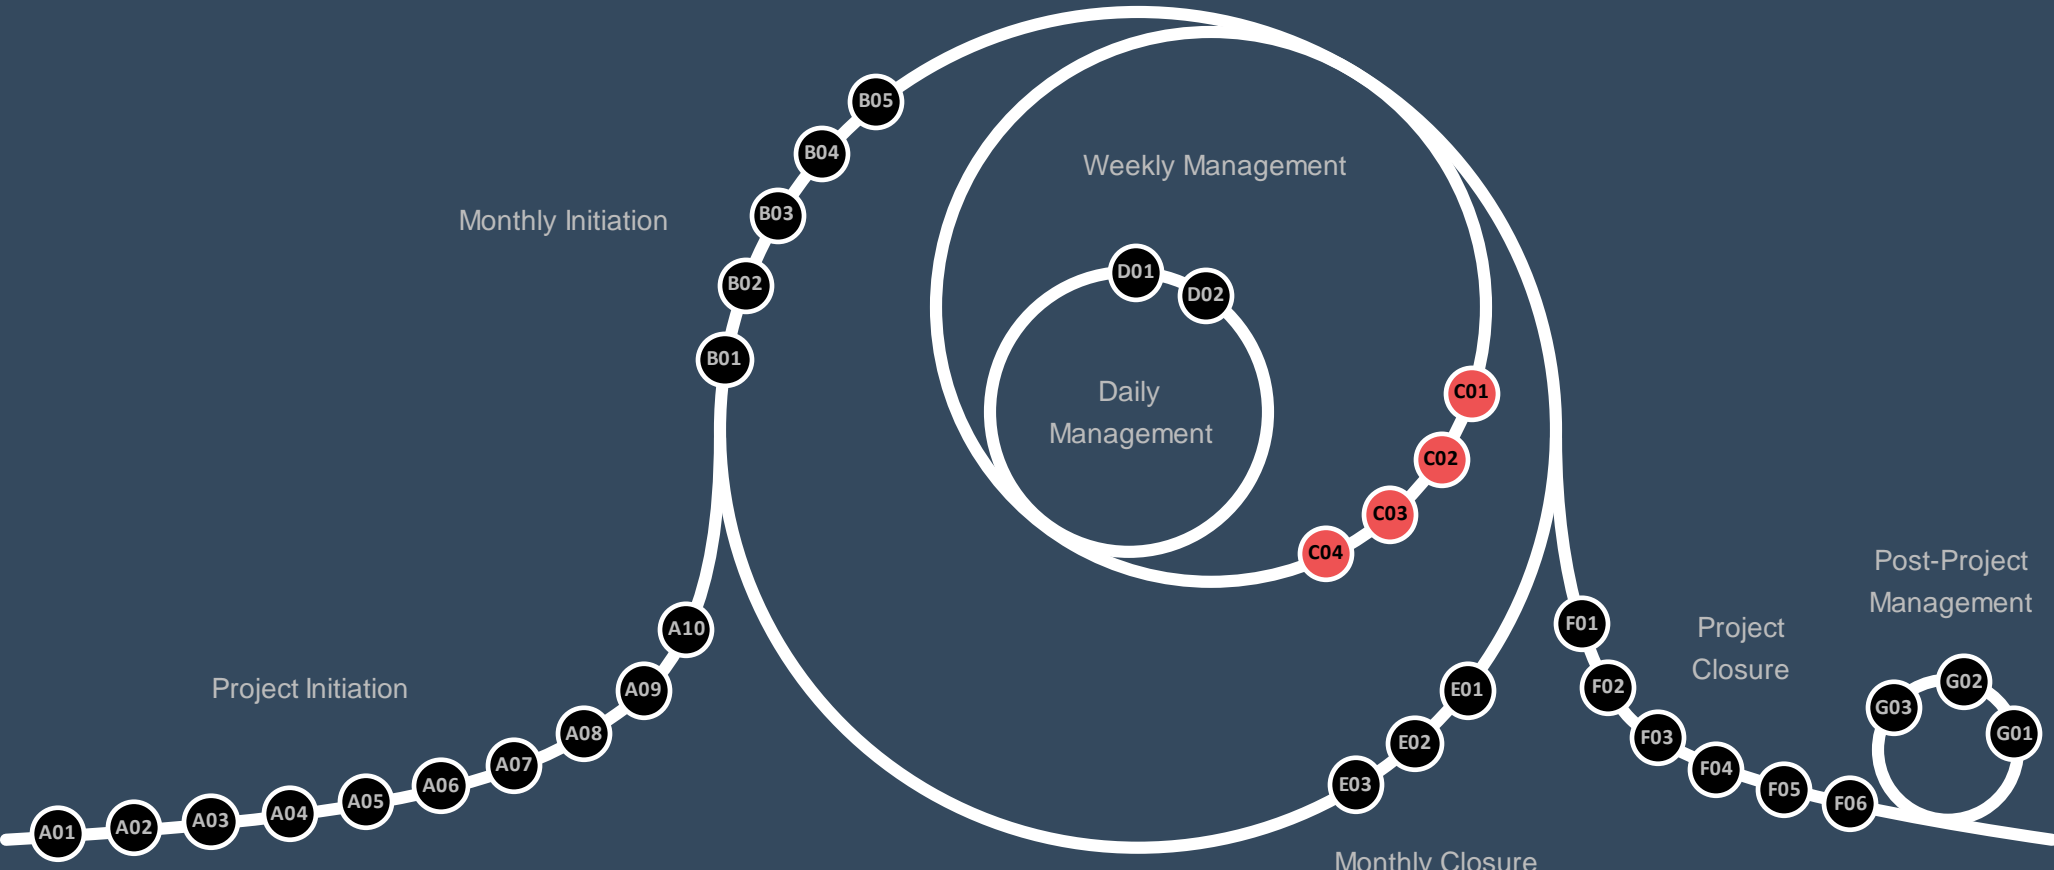 B05
B04
Weekly Management
B03
Monthly Initiation
D01
B02
D02
B01
Daily
Management
C01
C02
C03
C04
Post-Project
Management
F01
Project
Closure
A10
Project Initiation
A09
E01
F02
G02
G03
A08
E02
F03
G01
A07
F04
A06
E03
F05
A05
F06
A04
A03
A02
A01
Monthly Closure